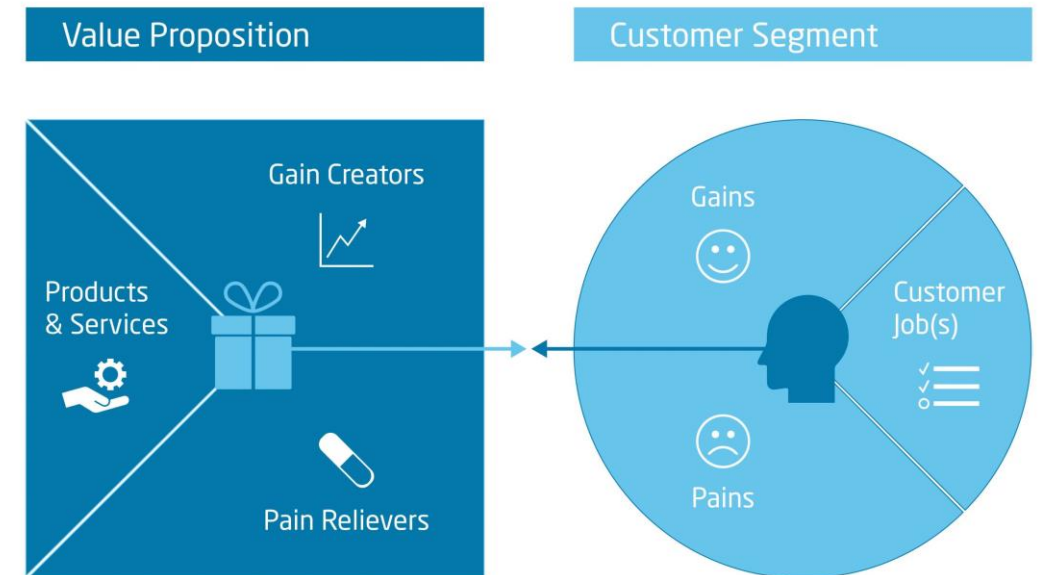 Value Proposition
Customer Segment
Gain Creators
Products
& Services
Pain Relievers
Gains
Customer
Job(s)
Pains